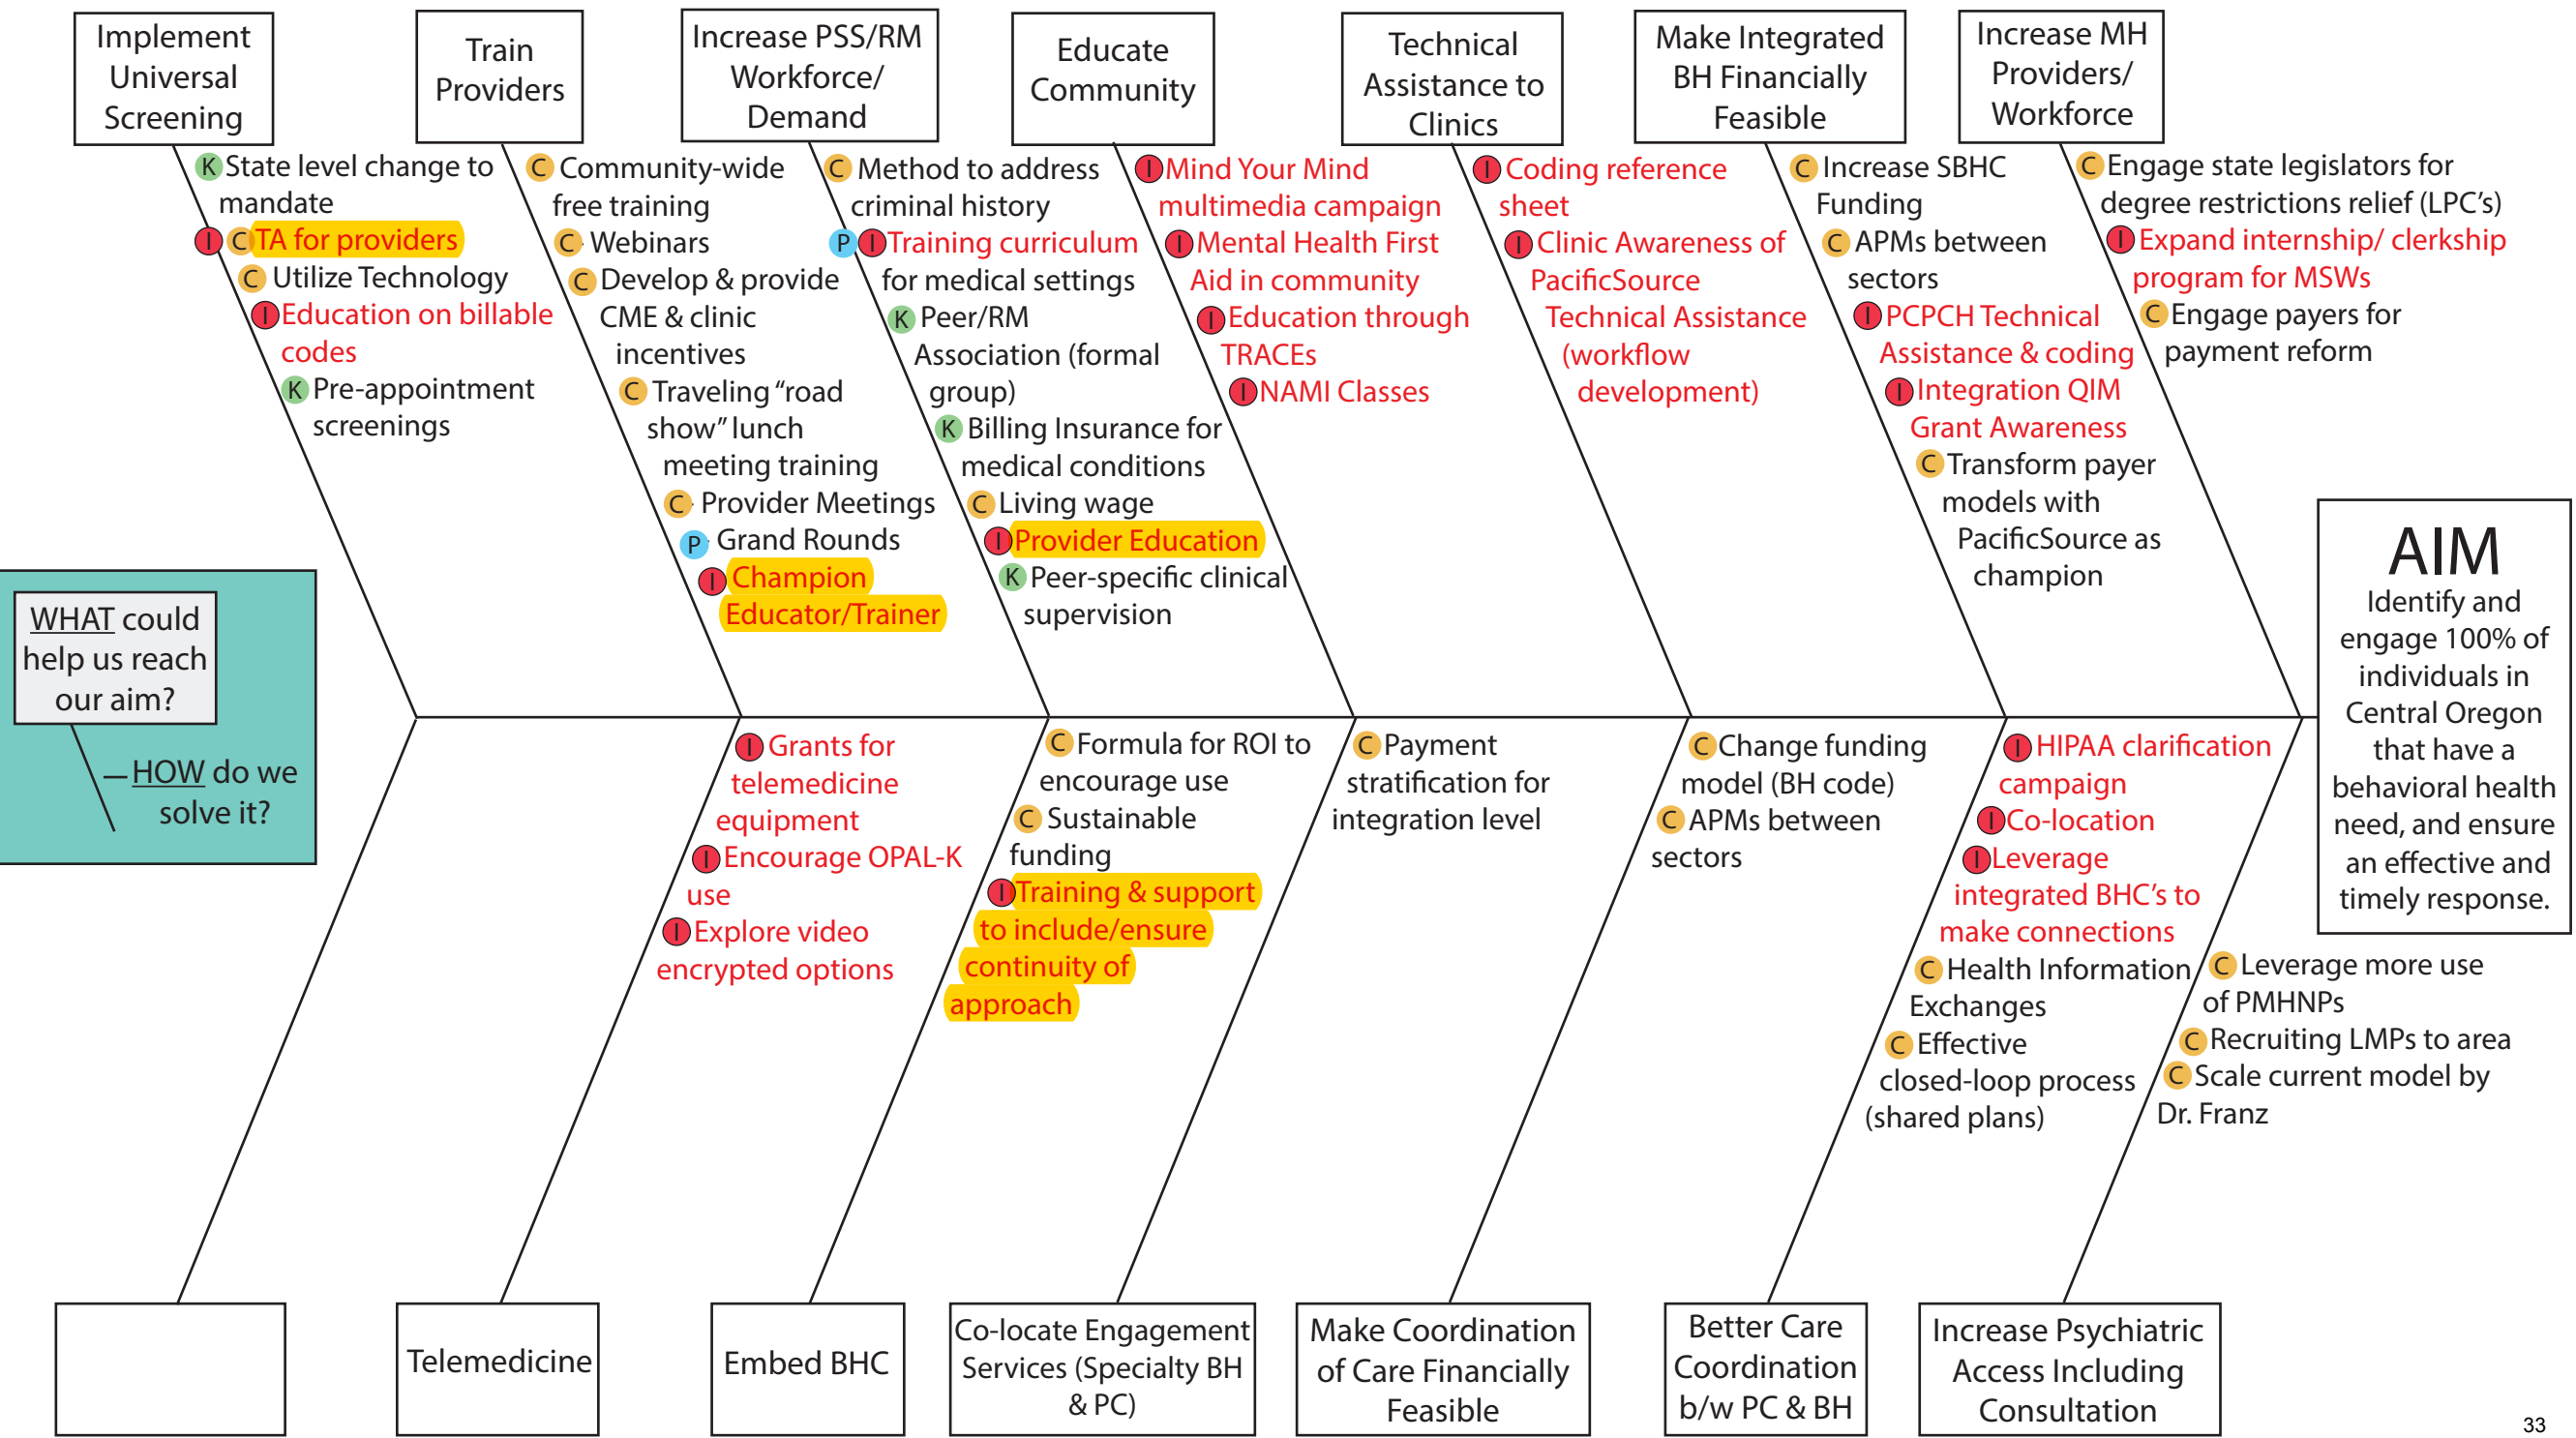 Implement
Universal
Screening
Train
Providers
Increase PSS/RM
Workforce/
Demand
Educate
Community
Technical
Assistance to
Clinics
Make Integrated
BH Financially
Feasible
Increase MH
Providers/
Workforce
K State level change to
mandate
I C TA for providers
C Utilize Technology
I Education on billable
codes
K Pre-appointment
screenings
C Community-wide
free training
C Webinars
C Develop & provide
CME & clinic
incentives
C Traveling “road
show” lunch
meeting training
C Provider Meetings
P Grand Rounds
I Champion
Educator/Trainer
C Method to address
criminal history
P I Training curriculum
for medical settings
K Peer/RM
Association (formal
group)
K Billing Insurance for
medical conditions
C Living wage
I Provider Education
K Peer-specific clinical
supervision
I Mind Your Mind
multimedia campaign
I Mental Health First
Aid in community
I Education through
TRACEs
I NAMI Classes
I Coding reference
sheet
I Clinic Awareness of
PacificSource
Technical Assistance
(workflow
development)
C Increase SBHC
Funding
C APMs between
sectors
I PCPCH Technical
Assistance & coding
I Integration QIM
Grant Awareness
C Transform payer
models with
PacificSource as
champion
C Engage state legislators for
degree restrictions relief (LPC’s)
I Expand internship/ clerkship
program for MSWs
C Engage payers for
payment reform
WHAT could
help us reach
our aim?
HOW do we
solve it?
AIM
Identify and
engage 100% of
individuals in
Central Oregon
that have a
behavioral health
need, and ensure
an effective and
timely response.
I Grants for
telemedicine
equipment
I Encourage OPAL-K
use
I Explore video
encrypted options
C Formula for ROI to
encourage use
C Sustainable
funding
I Training & support
to include/ensure
continuity of
approach
C Payment
stratification for
integration level
C Change funding
model (BH code)
C APMs between
sectors
I HIPAA clarification
campaign
I Co-location
I Leverage
integrated BHC’s to
make connections
C Health Information
Exchanges
C Effective
closed-loop process
(shared plans)
C Leverage more use
of PMHNPs
C Recruiting LMPs to area
C Scale current model by
Dr. Franz
Telemedicine
Embed BHC
Co-locate Engagement
Services (Specialty BH
& PC)
Make Coordination
of Care Financially
Feasible
Better Care
Coordination
b/w PC & BH
Increase Psychiatric
Access Including
Consultation
33